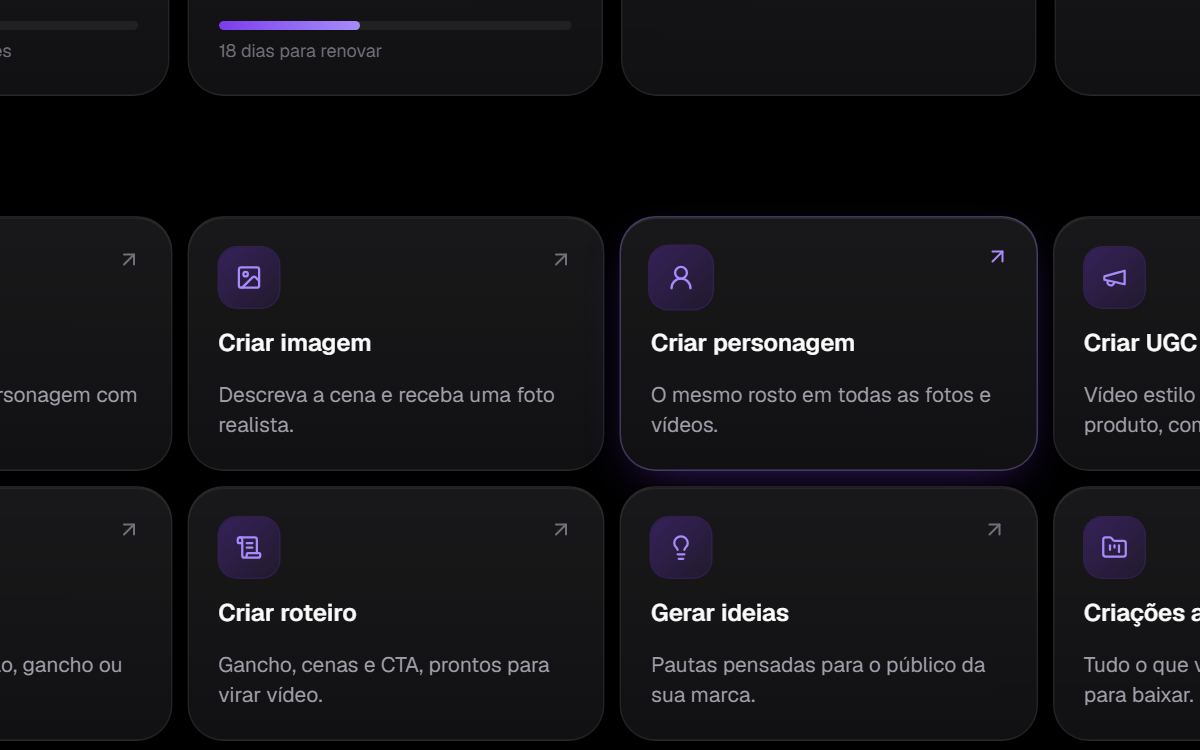 es
18 dias para renovar
Criar imagem
Criar personagem
Criar UGC
rsonagem com
Descreva a cena e receba uma foto
realista.
O mesmo rosto em todas as fotos e
vídeos.
Vídeo estilo
produto, com
Criar roteiro
Gerar ideias
Criações a
o, gancho ou
Gancho, cenas e CTA, prontos para
virar vídeo.
Pautas pensadas para o público da
sua marca.
Tudo o que v
para baixar.